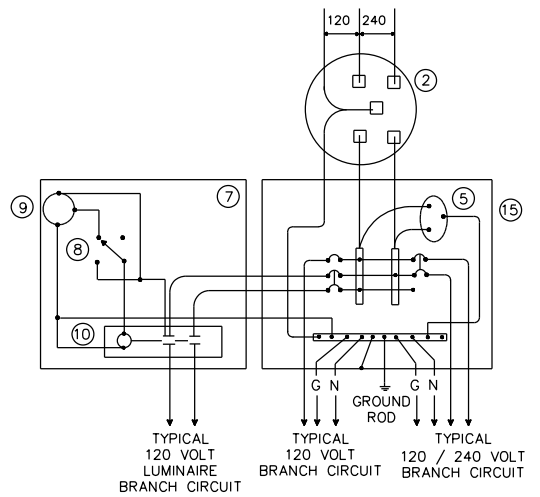 120 240
2
9
7
5
15
8
10
G N
G N
GROUND
ROD
TYPICAL
120 VOLT
LUMINAIRE
BRANCH CIRCUIT
TYPICAL
120 VOLT
BRANCH CIRCUIT
TYPICAL
120 / 240 VOLT
BRANCH CIRCUIT